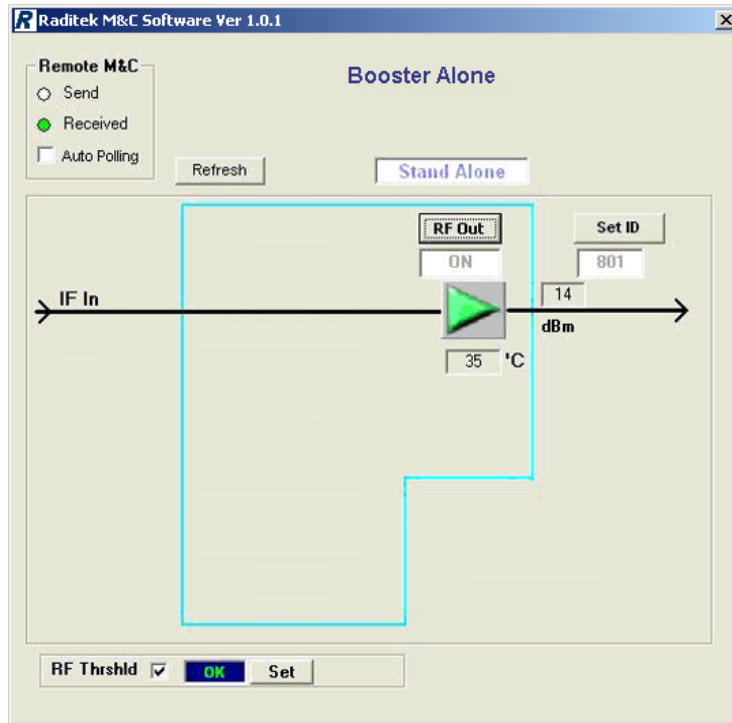 R Raditek M&C Software Ver 1.0.1
Remote M&C
Send
Received
Auto Polling
Booster Alone
Refresh
Stand Alone
RF Out
Set ID
ON
801
IF In
14
dBm
35 'C
RF Thrshld OK Set